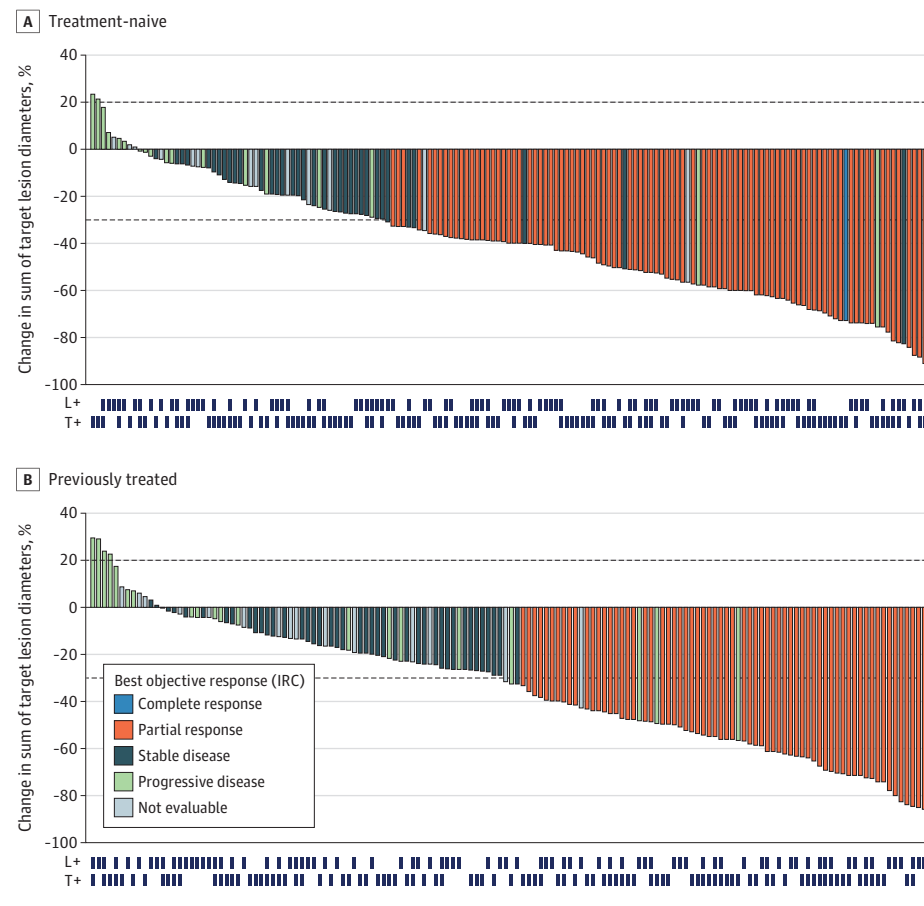 A Treatment-naive
Change in sum of target lesion diameters, %
40
20
0
-20
-40
-60
-80
-100
L+
T+
B Previously treated
Change in sum of target lesion diameters, %
40
20
0
-20
-40
-60
-80
-100
Best objective response (IRC)
Complete response
Partial response
Stable disease
Progressive disease
Not evaluable
L+
T+